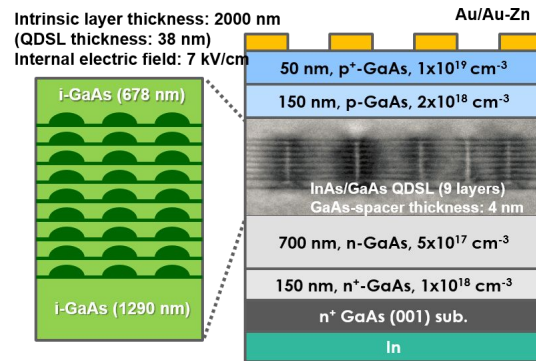 Intrinsic layer thickness: 2000 nm
(QDSL thickness: 38 nm)
Internal electric field: 7 kV/cm
Au/Au-Zn
i-GaAs (678 nm)
i-GaAs (1290 nm)
50 nm, p⁺-GaAs, 1x10¹⁹ cm⁻³
150 nm, p-GaAs, 2x10¹⁸ cm⁻³
InAs/GaAs QDSL (9 layers)
GaAs-spacer thickness: 4 nm
700 nm, n-GaAs, 5x10¹⁷ cm⁻³
150 nm, n⁺-GaAs, 1x10¹⁸ cm⁻³
n⁺ GaAs (001) sub.
In